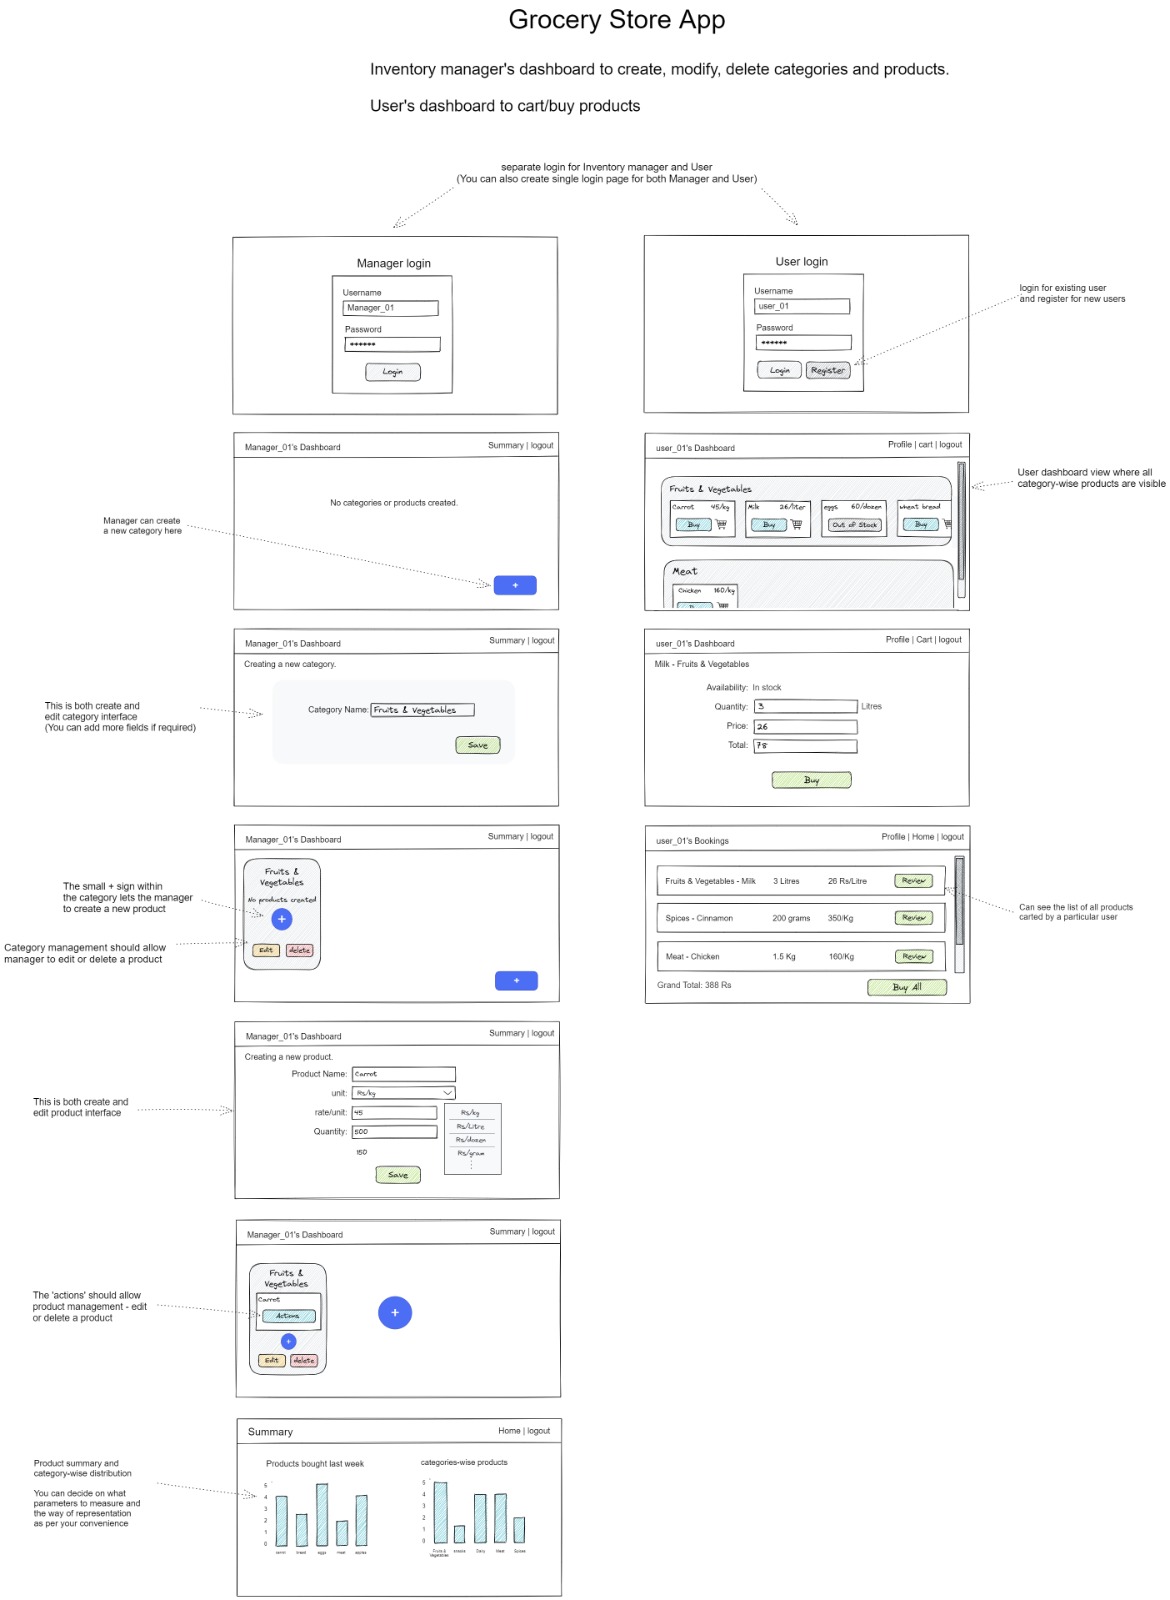 Grocery Store App
Inventory manager's dashboard to create, modify, delete categories and products.
User's dashboard to cart/buy products
separate login for Inventory manager and User
(You can also create single login page for both Manager and User)
Manager login
Username
Manager_01
Password
******
Login
User login
Username
user_01
Password
******
Login
Register
login for existing user
and register for new users
Manager_01's Dashboard
Summary | logout
No categories or products created.
+
Manager can create
a new category here
user_01's Dashboard
Profile | cart | logout
Fruits & Vegetables
Carrot 45/kg
Buy
Milk 26/liter
Buy
eggs 60/dozen
Out of Stock
wheat bread
Buy
Meat
Chicken 160/kg
User dashboard view where all
category-wise products are visible
Manager_01's Dashboard
Summary | logout
Creating a new category.
Category Name: Fruits & Vegetables
Save
This is both create and
edit category interface
(You can add more fields if required)
user_01's Dashboard
Profile | Cart | logout
Milk - Fruits & Vegetables
Availability: In stock
Quantity: 3 Litres
Price: 26
Total: 78
Buy
Manager_01's Dashboard
Summary | logout
Fruits &
Vegetables
No products created
+
Edit
delete
+
The small + sign within
the category lets the manager
to create a new product
Category management should allow
manager to edit or delete a product
user_01's Bookings
Profile | Home | logout
Fruits & Vegetables - Milk 3 Litres 26 Rs/Litre Review
Spices - Cinnamon 200 grams 350/Kg Review
Meat - Chicken 1.5 Kg 160/Kg Review
Grand Total: 388 Rs
Buy All
Can see the list of all products
carted by a particular user
Manager_01's Dashboard
Summary | logout
Creating a new product.
Product Name: Carrot
unit: Rs/kg
rate/unit: 45
Quantity: 500
150
Save
Rs/kg
Rs/Litre
Rs/dozen
Rs/gram
This is both create and
edit product interface
Manager_01's Dashboard
Summary | logout
Fruits &
Vegetables
Carrot
Actions
+
Edit
delete
+
The 'actions' should allow
product management - edit
or delete a product
Summary
Home | logout
Products bought last week
5
4
3
2
1
0
carrot bread eggs meat apples
categories-wise products
5
4
3
2
1
0
Fruits &
Vegetables
snacks Dairy Meat Spices
Product summary and
category-wise distribution
You can decide on what
parameters to measure and
the way of representation
as per your convenience